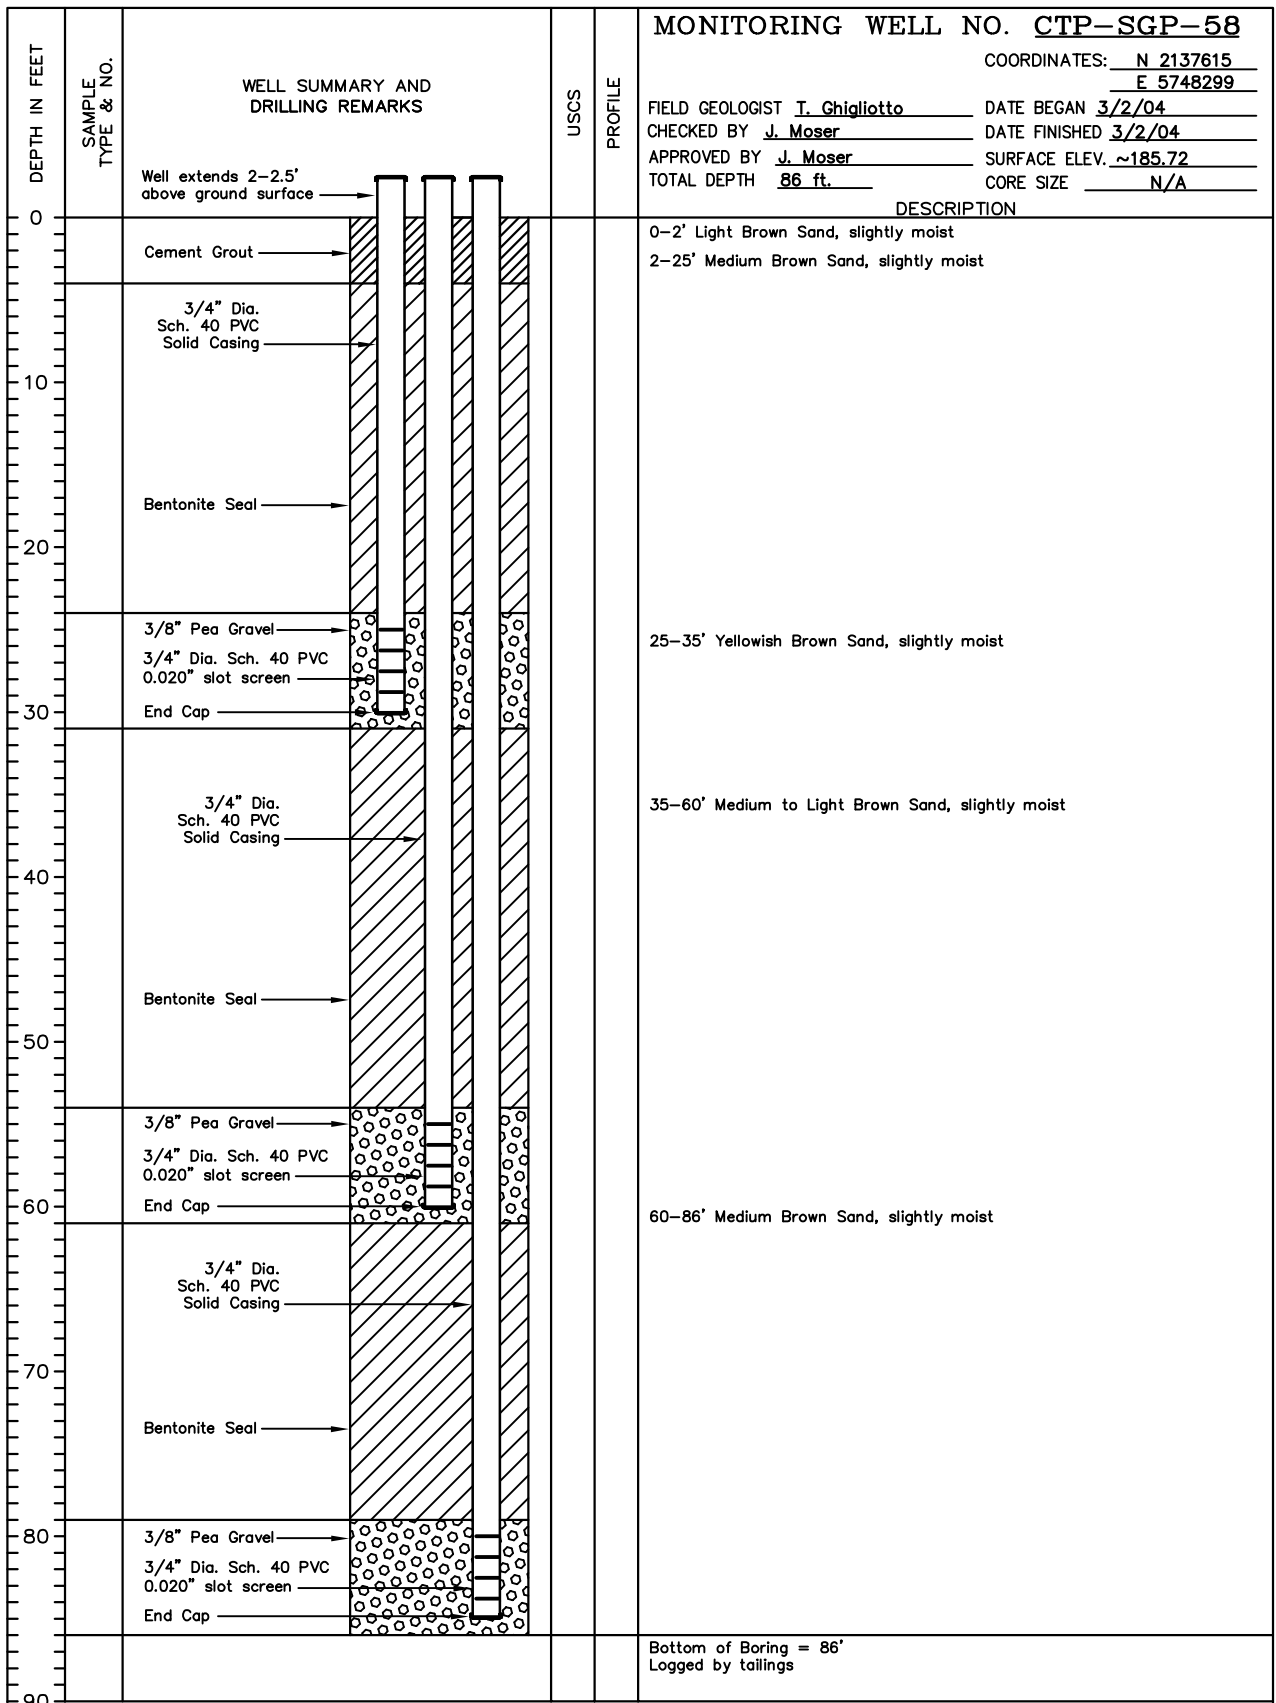 DEPTH IN FEET
SAMPLE
TYPE & NO.
WELL SUMMARY AND
DRILLING REMARKS
USCS
PROFILE
MONITORING WELL NO. CTP-SGP-58
COORDINATES: N 2137615
E 5748299
FIELD GEOLOGIST T. Ghigliotto DATE BEGAN 3/2/04
CHECKED BY J. Moser DATE FINISHED 3/2/04
APPROVED BY J. Moser SURFACE ELEV. ~185.72
TOTAL DEPTH 86 ft. CORE SIZE N/A
DESCRIPTION
Well extends 2-2.5'
above ground surface
0
0-2' Light Brown Sand, slightly moist
Cement Grout
2-25' Medium Brown Sand, slightly moist
3/4" Dia.
Sch. 40 PVC
Solid Casing
10
Bentonite Seal
20
3/8" Pea Gravel
25-35' Yellowish Brown Sand, slightly moist
3/4" Dia. Sch. 40 PVC
0.020" slot screen
End Cap
30
3/4" Dia.
Sch. 40 PVC
Solid Casing
35-60' Medium to Light Brown Sand, slightly moist
40
Bentonite Seal
50
3/8" Pea Gravel
3/4" Dia. Sch. 40 PVC
0.020" slot screen
End Cap
60
60-86' Medium Brown Sand, slightly moist
3/4" Dia.
Sch. 40 PVC
Solid Casing
70
Bentonite Seal
80
3/8" Pea Gravel
3/4" Dia. Sch. 40 PVC
0.020" slot screen
End Cap
Bottom of Boring = 86'
Logged by tailings
90